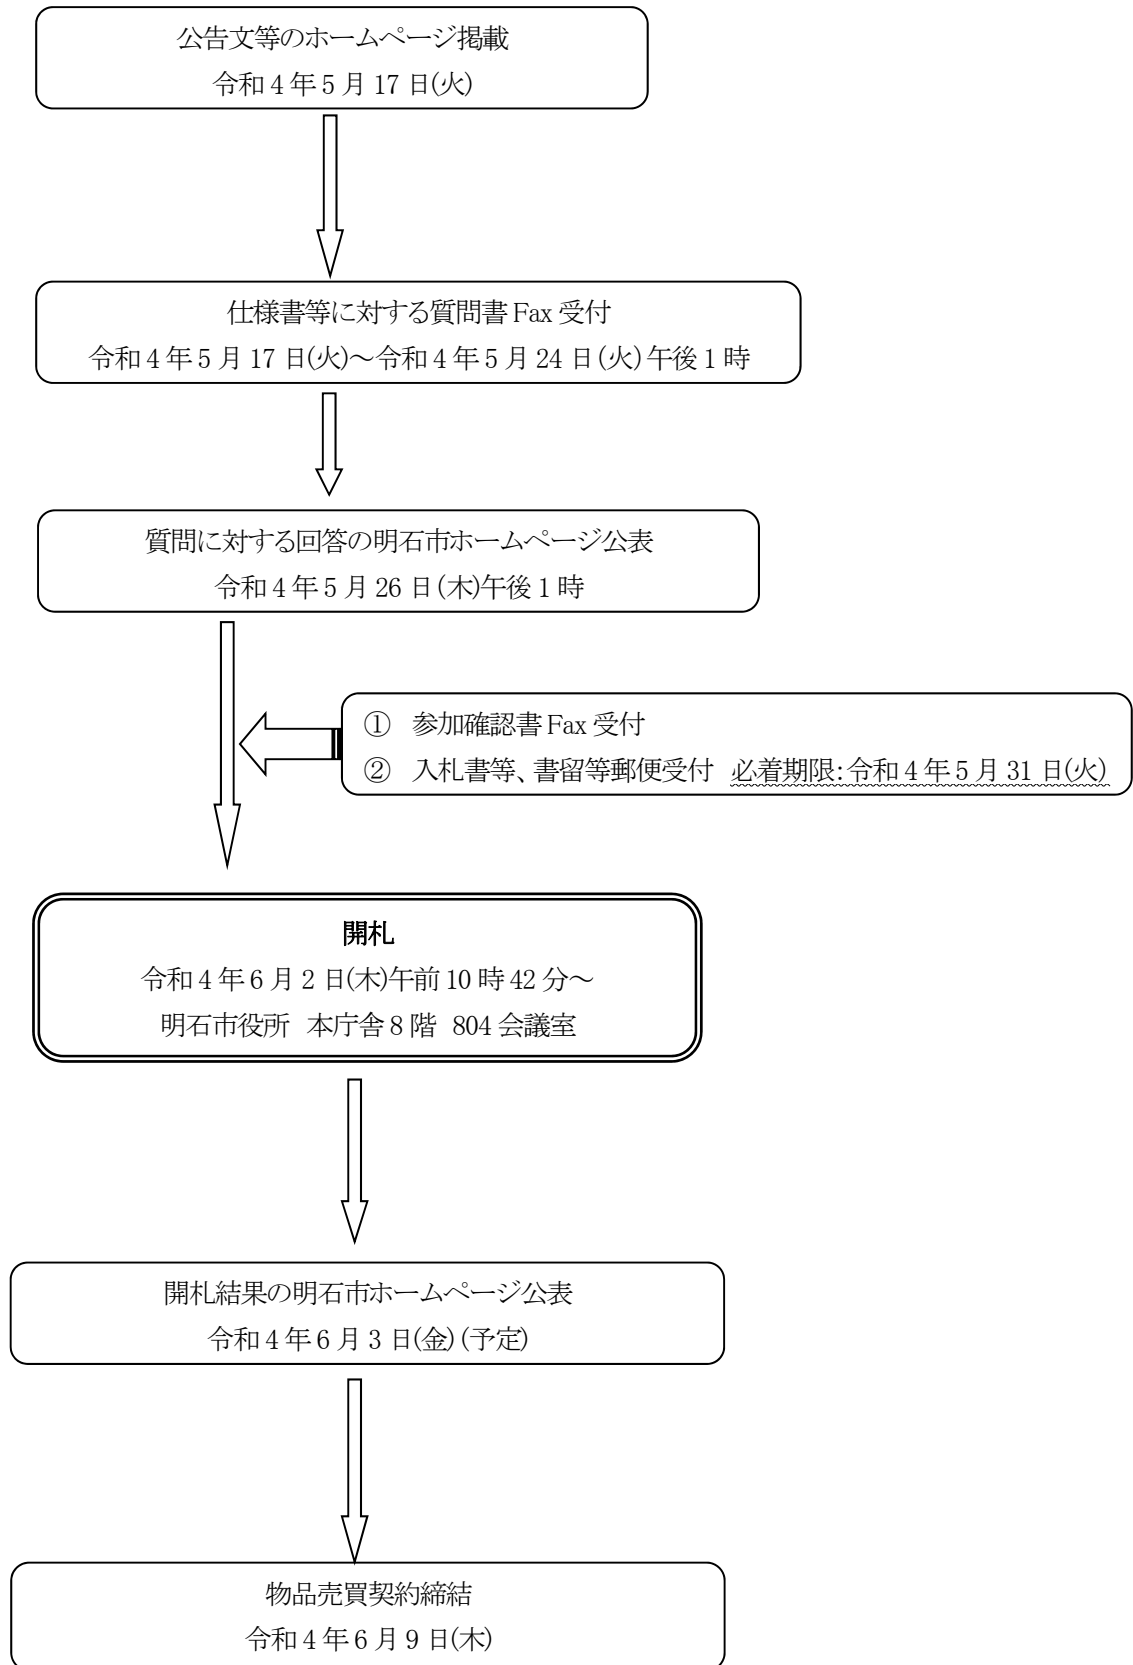 公告文等のホームページ掲載
令和4年5月17日(火)
仕様書等に対する質問書Fax受付
令和4年5月17日(火)～令和4年5月24日(火)午後1時
質問に対する回答の明石市ホームページ公表
令和4年5月26日(木)午後1時
① 参加確認書Fax受付
② 入札書等、書留等郵便受付 必着期限:令和4年5月31日(火)
開札
令和4年6月2日(木)午前10時42分～
明石市役所 本庁舎8階 804会議室
開札結果の明石市ホームページ公表
令和4年6月3日(金)(予定)
物品売買契約締結
令和4年6月9日(木)